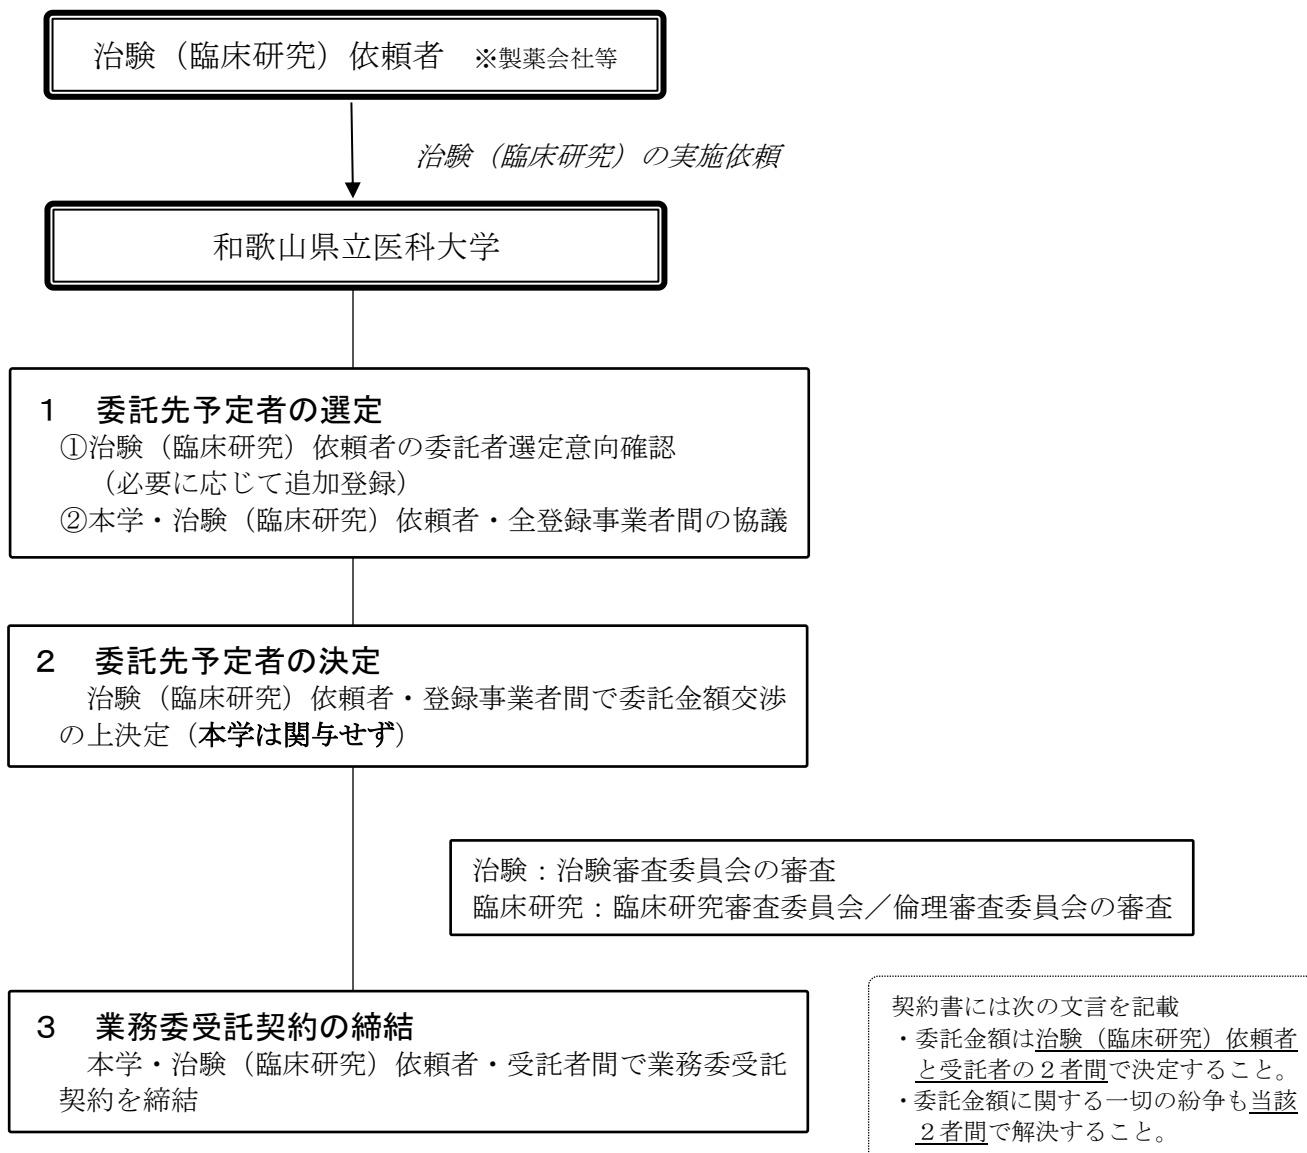 治験（臨床研究）依頼者　※製薬会社等
治験（臨床研究）の実施依頼
和歌山県立医科大学
１　委託先予定者の選定
①治験（臨床研究）依頼者の委託者選定意向確認
（必要に応じて追加登録）
②本学・治験（臨床研究）依頼者・全登録事業者間の協議
２　委託先予定者の決定
治験（臨床研究）依頼者・登録事業者間で委託金額交渉
の上決定（本学は関与せず）
治験：治験審査委員会の審査
臨床研究：臨床研究審査委員会／倫理審査委員会の審査
３　業務委受託契約の締結
本学・治験（臨床研究）依頼者・受託者間で業務委受託
契約を締結
契約書には次の文言を記載
・委託金額は治験（臨床研究）依頼者
と受託者の２者間で決定すること。
・委託金額に関する一切の紛争も当該
２者間で解決すること。